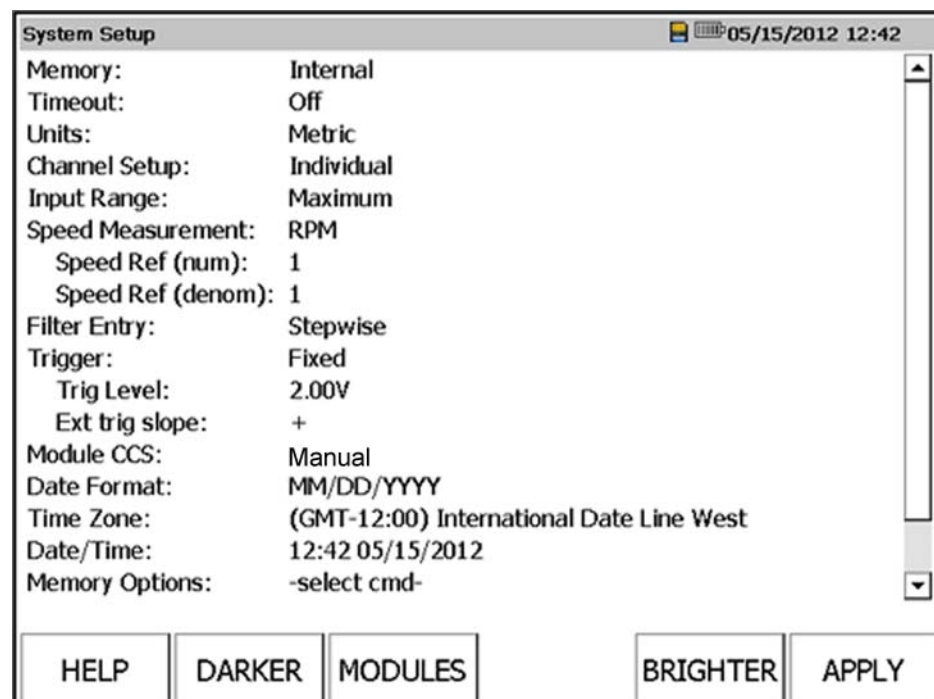 System Setup 05/15/2012 12:42
Memory: Internal
Timeout: Off
Units: Metric
Channel Setup: Individual
Input Range: Maximum
Speed Measurement: RPM
Speed Ref (num): 1
Speed Ref (denom): 1
Filter Entry: Stepwise
Trigger: Fixed
Trig Level: 2.00V
Ext trig slope: +
Module CCS: Manual
Date Format: MM/DD/YYYY
Time Zone: (GMT-12:00) International Date Line West
Date/Time: 12:42 05/15/2012
Memory Options: -select cmd-
HELP DARKER MODULES BRIGHTER APPLY